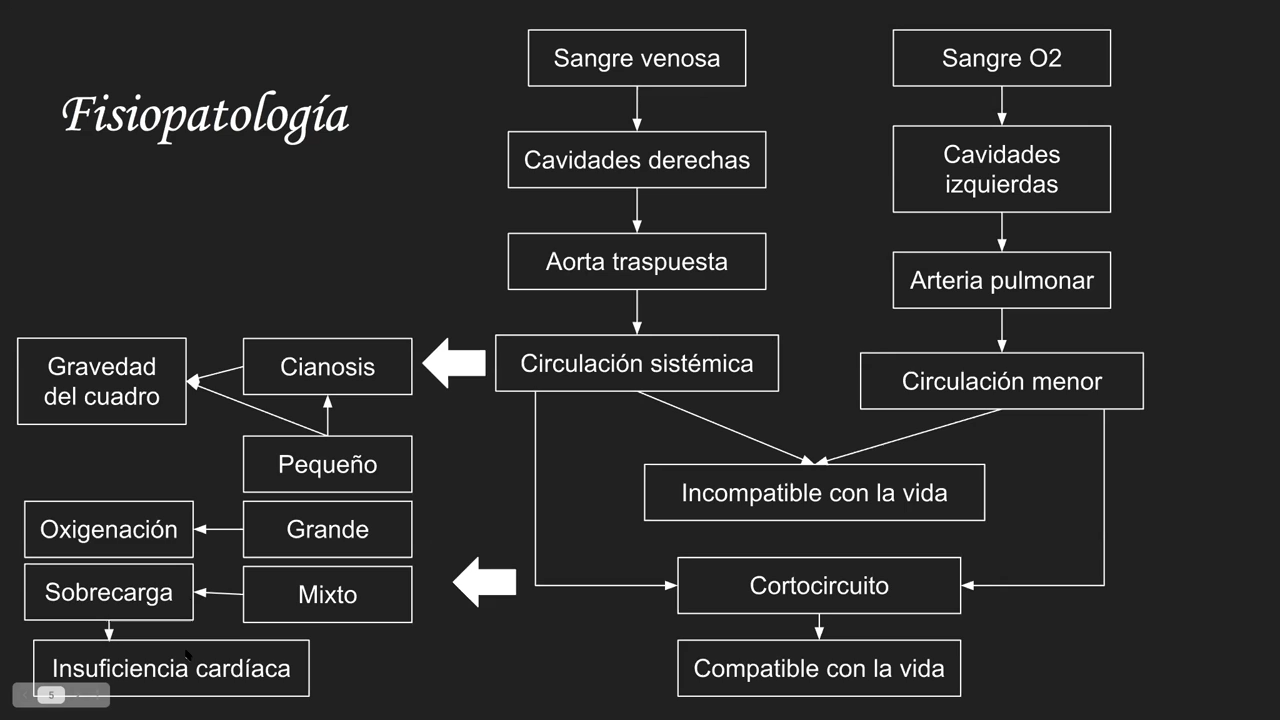 Fisiopatología
Sangre venosa
Cavidades derechas
Aorta traspuesta
Circulación sistémica
Sangre O2
Cavidades
izquierdas
Arteria pulmonar
Circulación menor
Incompatible con la vida
Cortocircuito
Compatible con la vida
Cianosis
Gravedad
del cuadro
Pequeño
Grande
Oxigenación
Mixto
Sobrecarga
Insuficiencia cardíaca
5